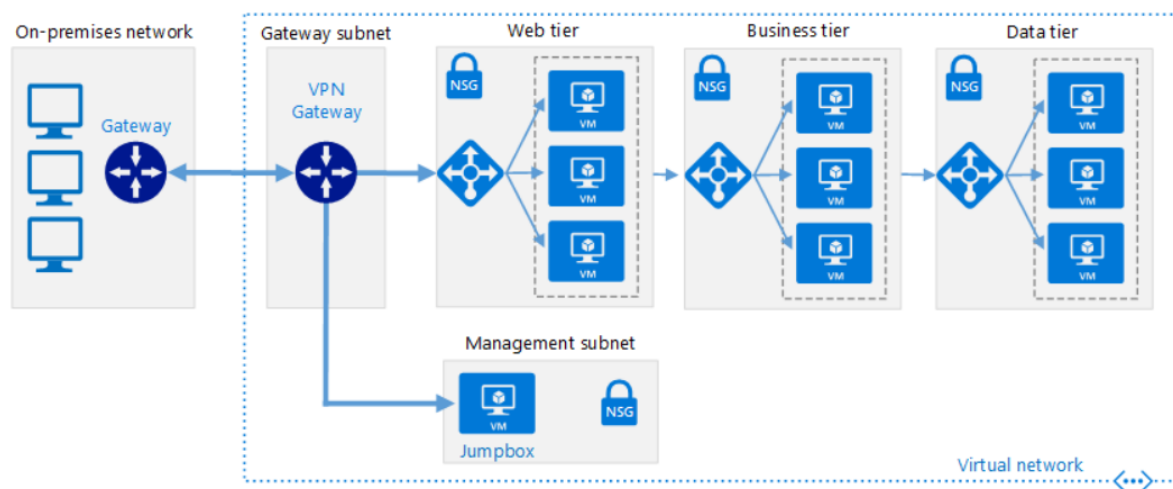 On-premises network
Gateway subnet
Web tier
Business tier
Data tier
Gateway
VPN
Gateway
NSG
VM
VM
VM
NSG
VM
VM
VM
NSG
VM
VM
VM
Management subnet
VM
NSG
Jumpbox
Virtual network